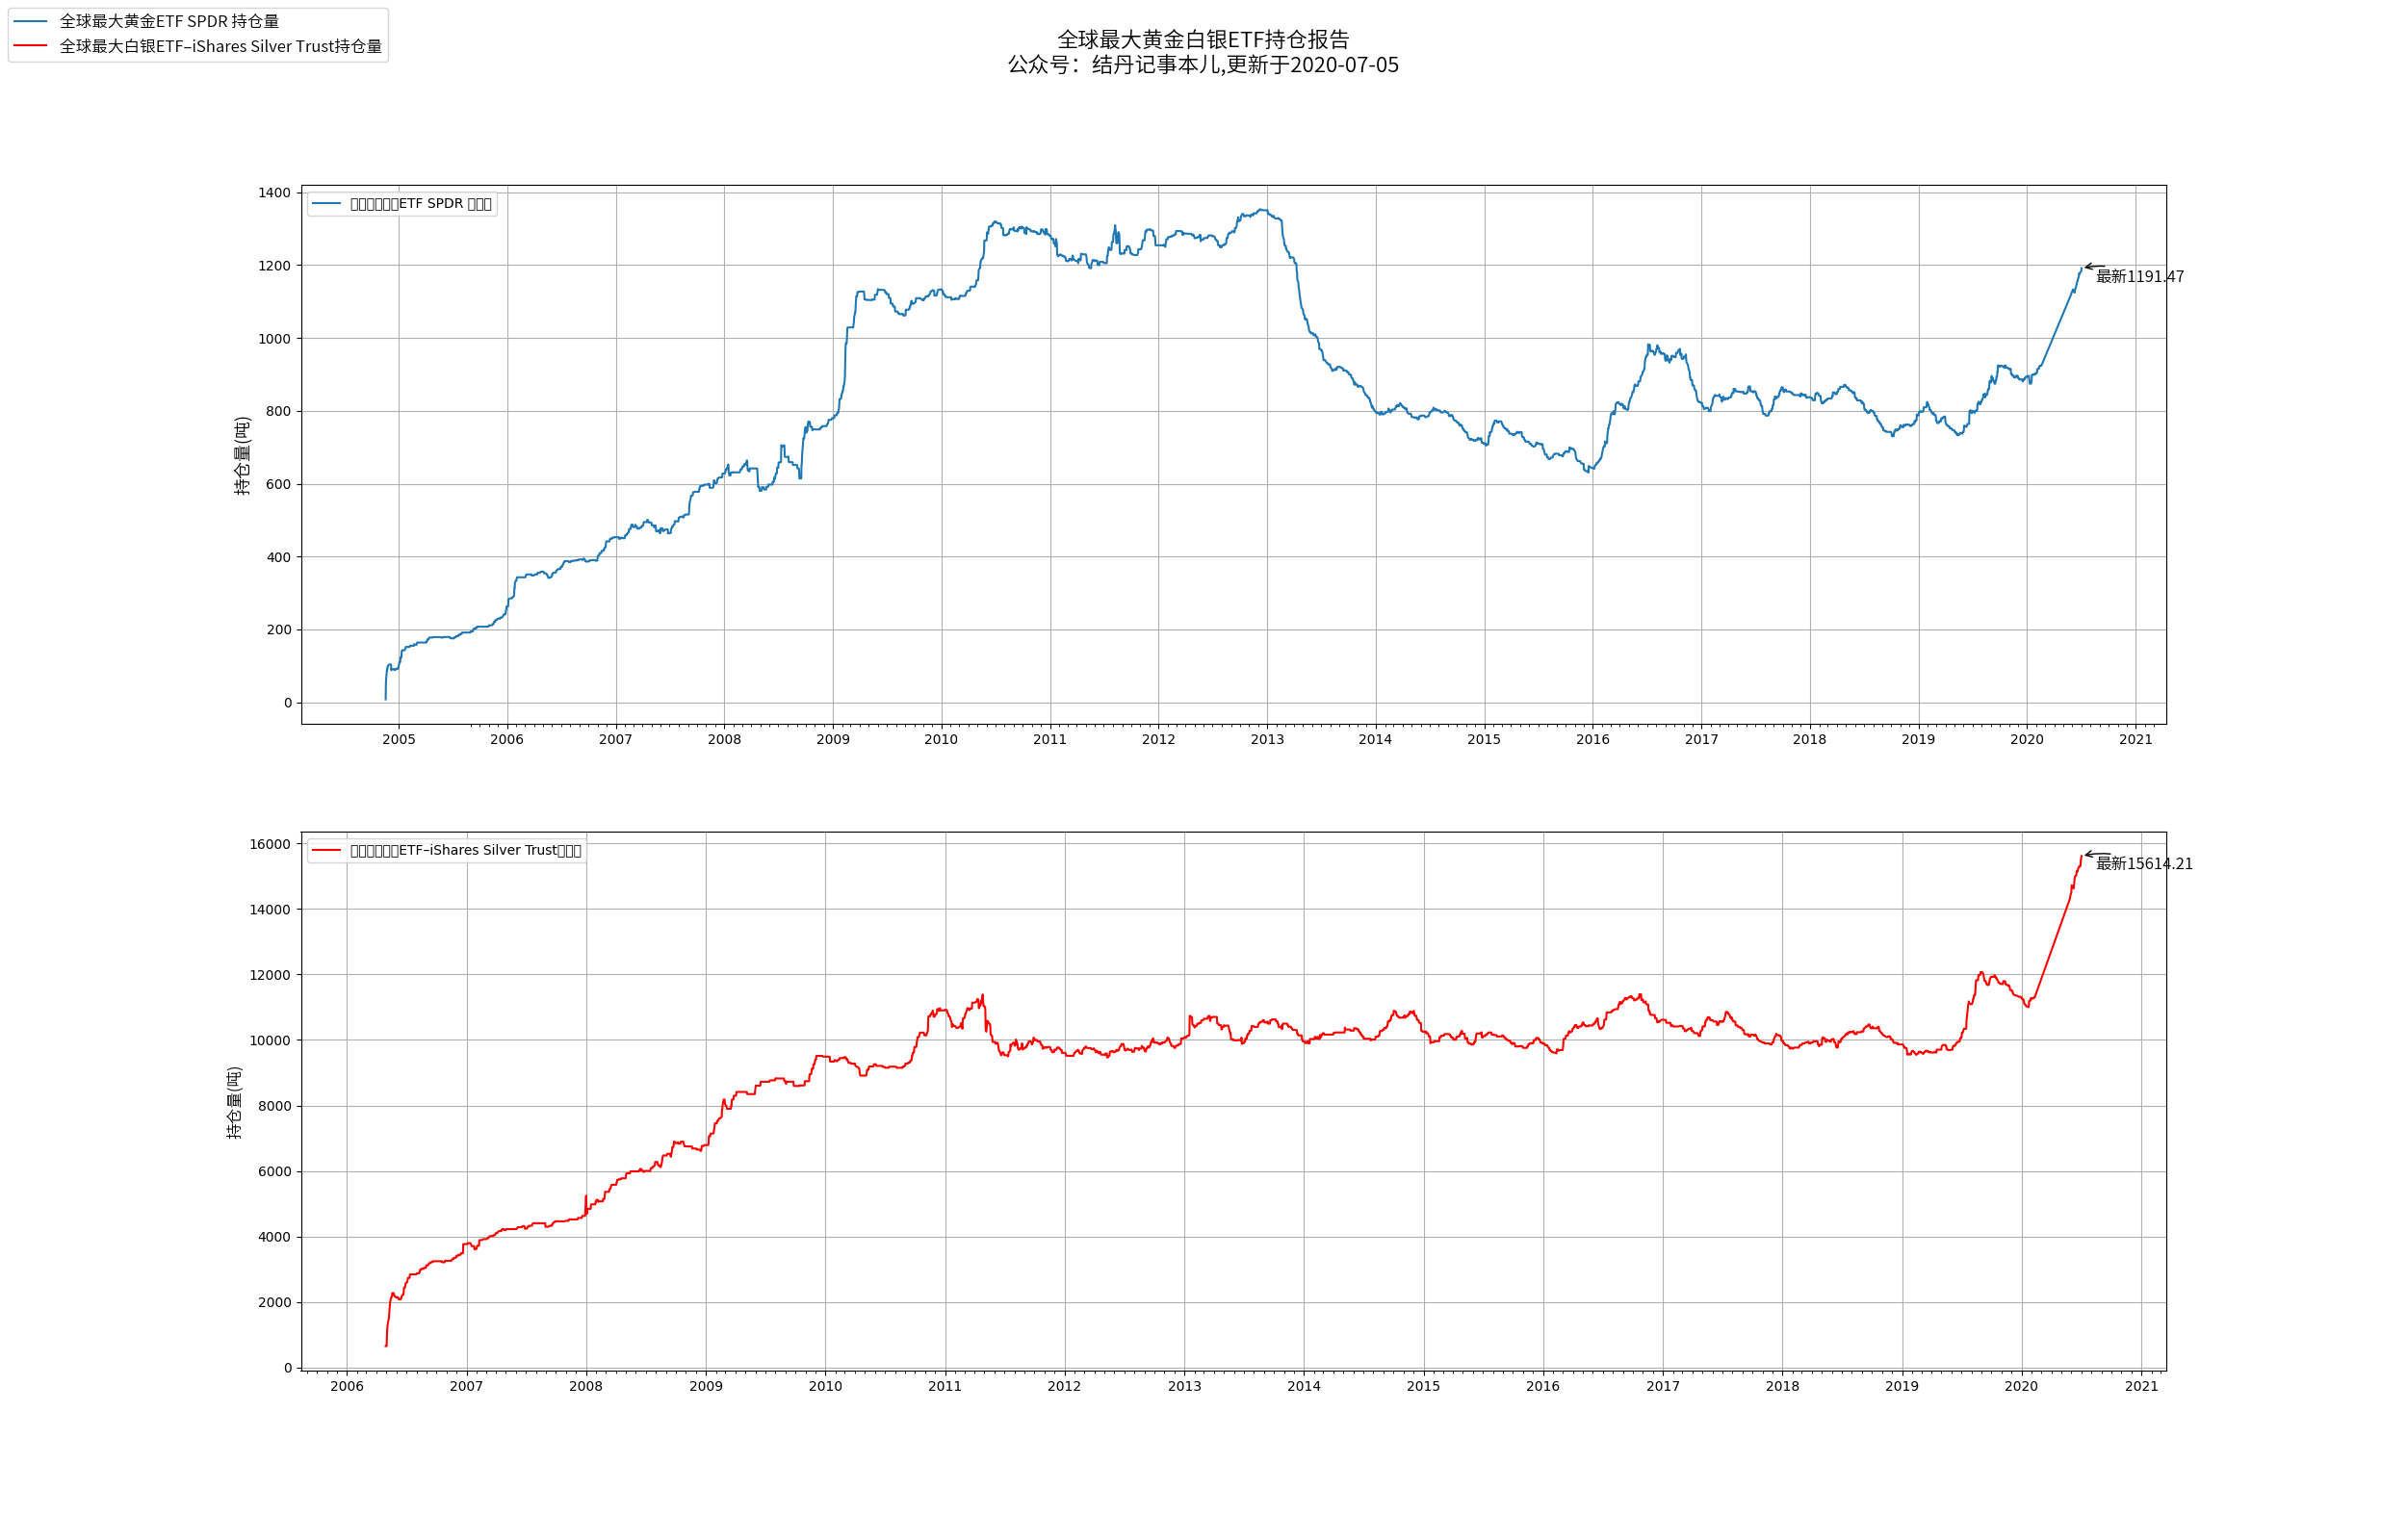 全球最大黄金ETF SPDR 持仓量
全球最大白银ETF–iShares Silver Trust持仓量
全球最大黄金白银ETF持仓报告
公众号：结丹记事本儿,更新于2020-07-05
1400
1200
1000
800
600
400
200
0
持仓量(吨)
ETF SPDR
最新1191.47
2005 2006 2007 2008 2009 2010 2011 2012 2013 2014 2015 2016 2017 2018 2019 2020 2021
16000
14000
12000
10000
8000
6000
4000
2000
0
持仓量(吨)
ETF–iShares Silver Trust
最新15614.21
2006 2007 2008 2009 2010 2011 2012 2013 2014 2015 2016 2017 2018 2019 2020 2021